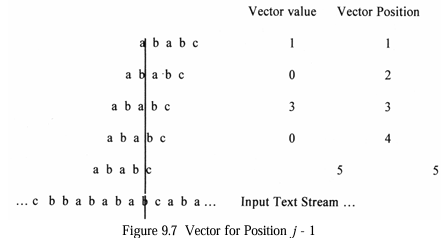 Vector value Vector Position
a b a b c 1 1
a b a b c 0 2
a b a b c 3 3
a b a b c 0 4
a b a b c 5 5
... c b b a b a b a b c a b a ... Input Text Stream ...
Figure 9.7 Vector for Position j - 1